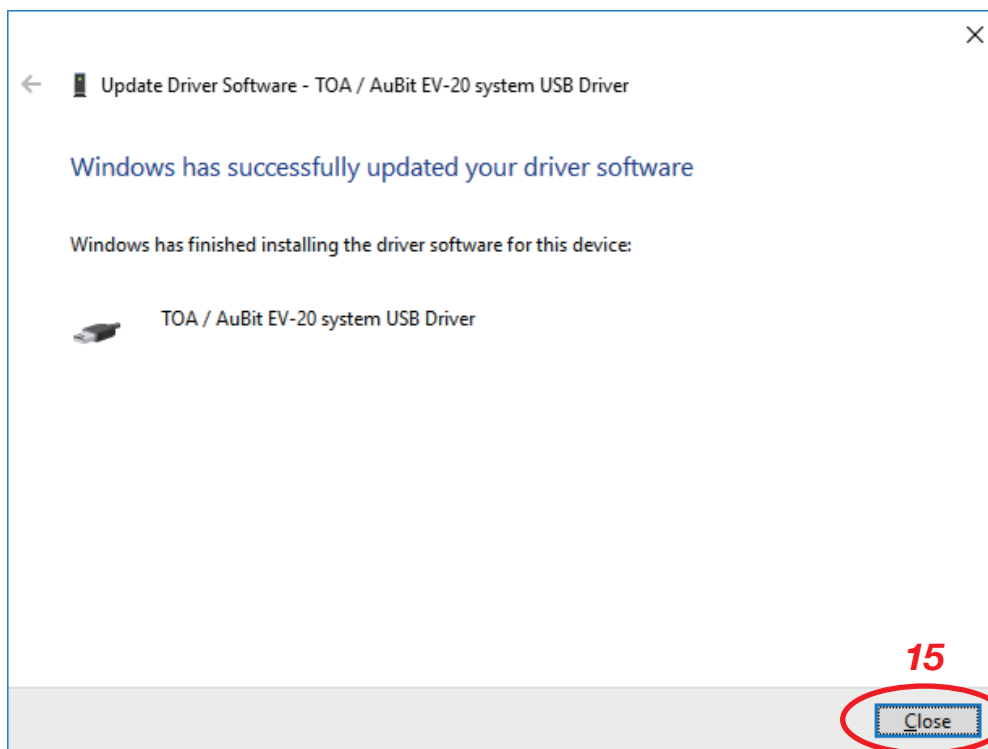 Update Driver Software - TOA / AuBit EV-20 system USB Driver
Windows has successfully updated your driver software
Windows has finished installing the driver software for this device:
TOA / AuBit EV-20 system USB Driver
15
Close